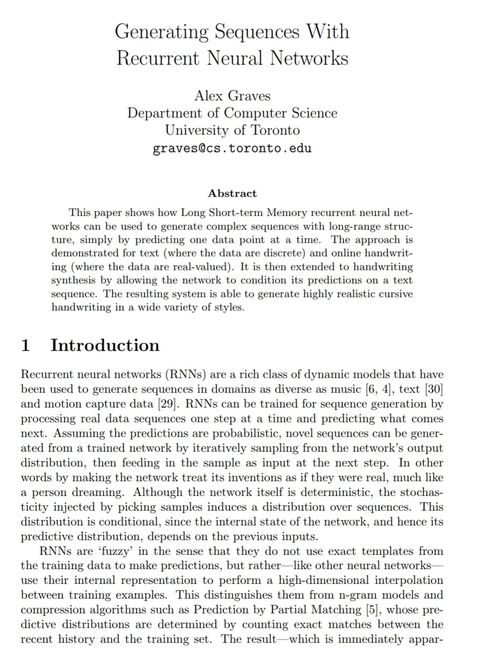 Generating Sequences With
Recurrent Neural Networks
Alex Graves
Department of Computer Science
University of Toronto
graves@cs.toronto.edu
Abstract
This paper shows how Long Short-term Memory recurrent neural net-
works can be used to generate complex sequences with long-range struc-
ture, simply by predicting one data point at a time. The approach is
demonstrated for text (where the data are discrete) and online handwrit-
ing (where the data are real-valued). It is then extended to handwriting
synthesis by allowing the network to condition its predictions on a text
sequence. The resulting system is able to generate highly realistic cursive
handwriting in a wide variety of styles.
1 Introduction
Recurrent neural networks (RNNs) are a rich class of dynamic models that have
been used to generate sequences in domains as diverse as music [6, 4], text [30]
and motion capture data [29]. RNNs can be trained for sequence generation by
processing real data sequences one step at a time and predicting what comes
next. Assuming the predictions are probabilistic, novel sequences can be gener-
ated from a trained network by iteratively sampling from the network's output
distribution, then feeding in the sample as input at the next step. In other
words by making the network treat its inventions as if they were real, much like
a person dreaming. Although the network itself is deterministic, the stochas-
ticity injected by picking samples induces a distribution over sequences. This
distribution is conditional, since the internal state of the network, and hence its
predictive distribution, depends on the previous inputs.
RNNs are ‘fuzzy’ in the sense that they do not use exact templates from
the training data to make predictions, but rather—like other neural networks—
use their internal representation to perform a high-dimensional interpolation
between training examples. This distinguishes them from n-gram models and
compression algorithms such as Prediction by Partial Matching [5], whose pre-
dictive distributions are determined by counting exact matches between the
recent history and the training set. The result—which is immediately appar-